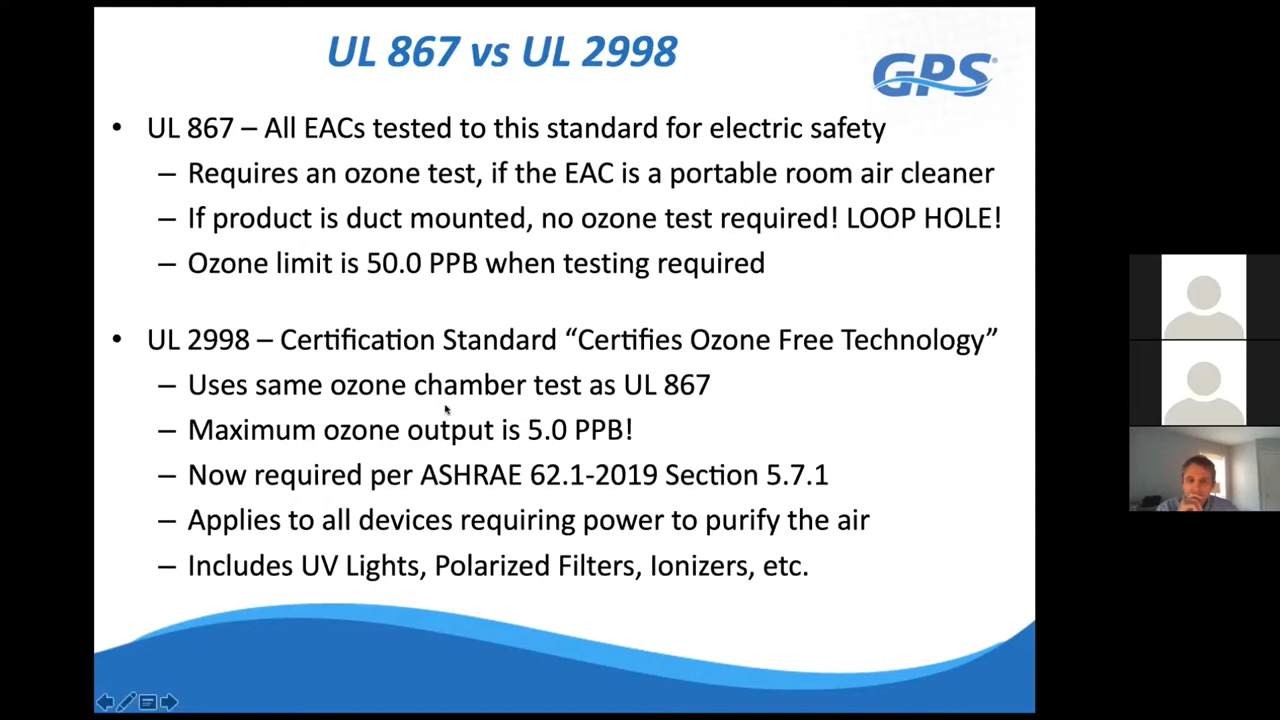 UL 867 vs UL 2998
GPS®
• UL 867 – All EACs tested to this standard for electric safety
– Requires an ozone test, if the EAC is a portable room air cleaner
– If product is duct mounted, no ozone test required! LOOP HOLE!
– Ozone limit is 50.0 PPB when testing required
• UL 2998 – Certification Standard “Certifies Ozone Free Technology”
– Uses same ozone chamber test as UL 867
– Maximum ozone output is 5.0 PPB!
– Now required per ASHRAE 62.1-2019 Section 5.7.1
– Applies to all devices requiring power to purify the air
– Includes UV Lights, Polarized Filters, Ionizers, etc.